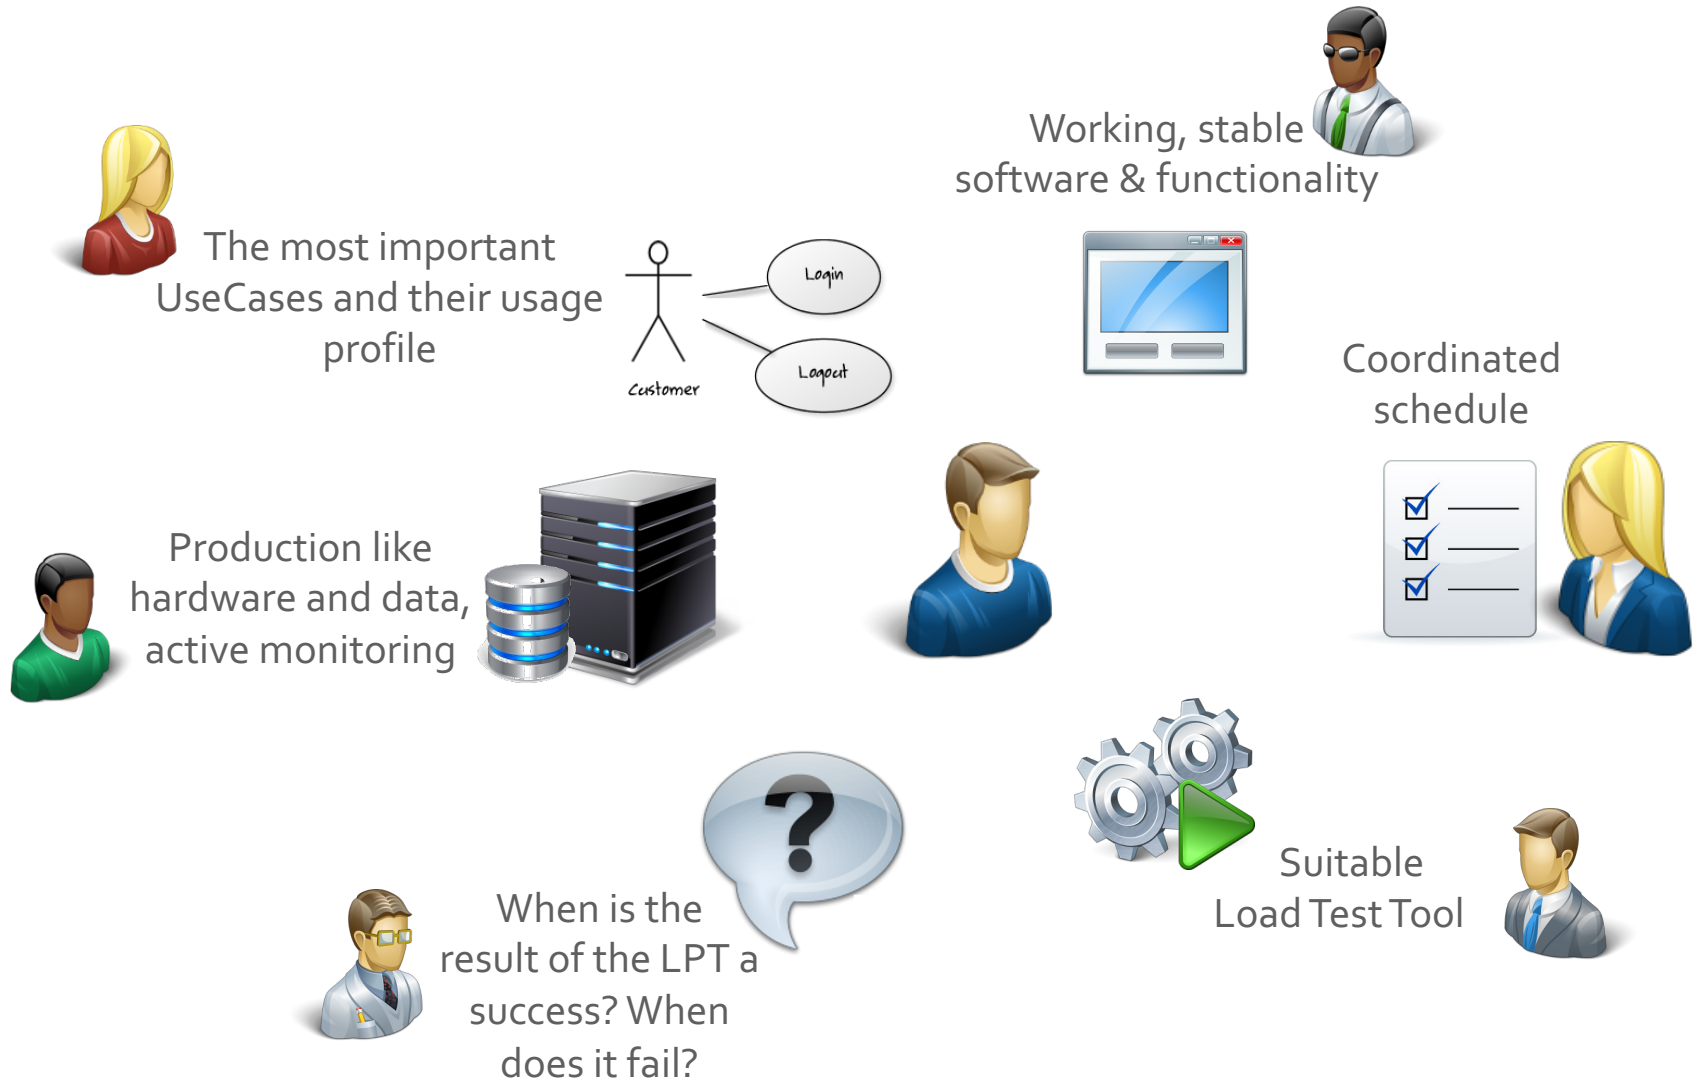 Working, stable
software & functionality
The most important
UseCases and their usage
profile
Login
Logout
Customer
Coordinated
schedule
Production like
hardware and data,
active monitoring
?
Suitable
Load Test Tool
When is the
result of the LPT a
success? When
does it fail?